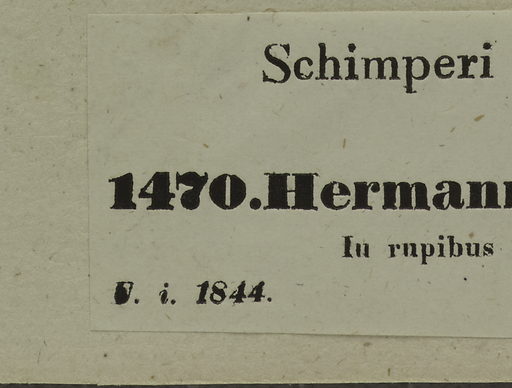 Schimperi
1470. Hermann
In rupibus
U. i. 1844.